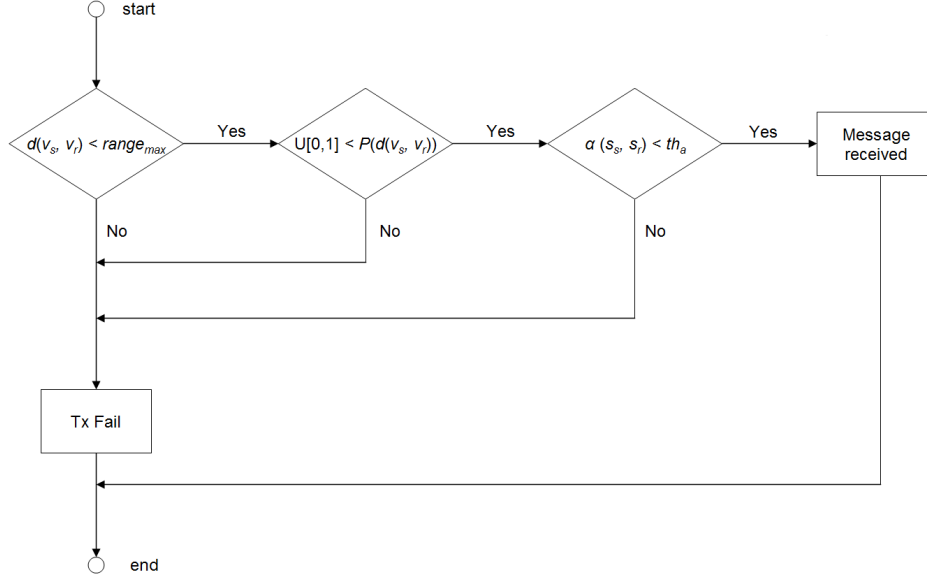 start
d(vₛ, vᵣ) < rangeₘₐₓ
Yes
U[0,1] < P(d(vₛ, vᵣ))
Yes
α (sₛ, sᵣ) < thₐ
Yes
Message
received
No
No
No
Tx Fail
end